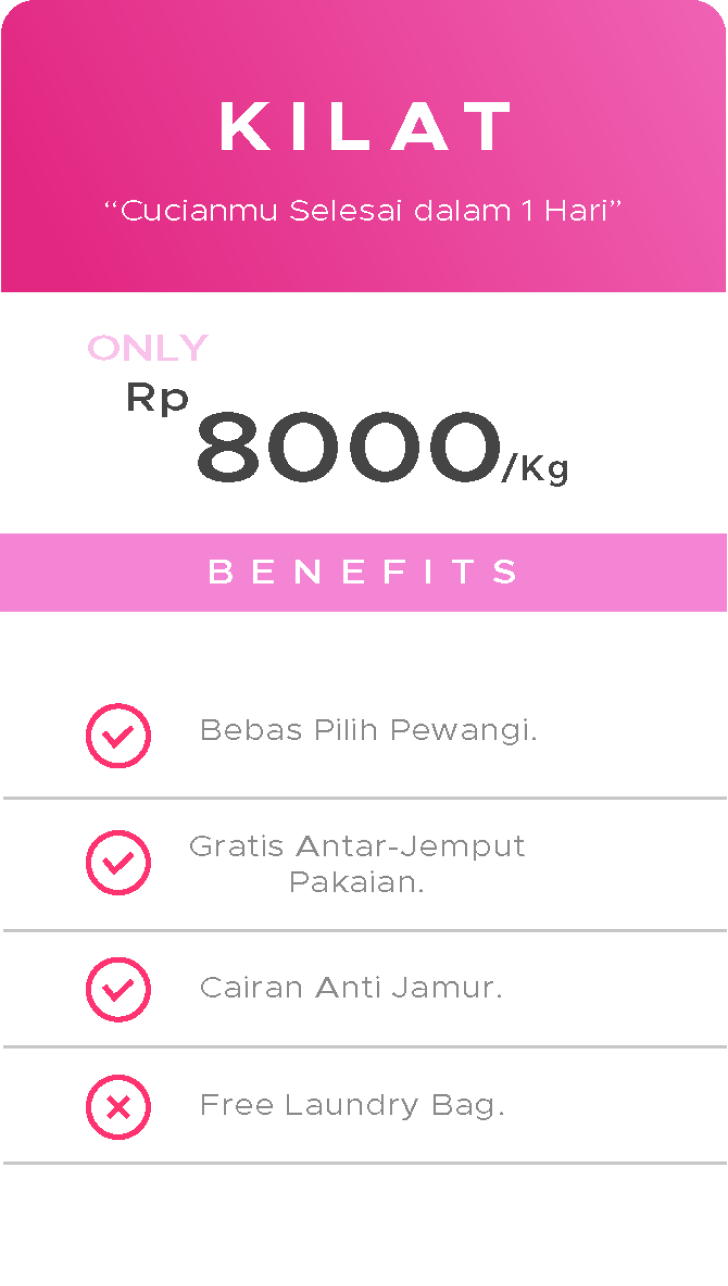 KILAT
“Cucianmu Selesai dalam 1 Hari”
ONLY
Rp 8000/Kg
BENEFITS
Bebas Pilih Pewangi.
Gratis Antar-Jemput
Pakaian.
Cairan Anti Jamur.
Free Laundry Bag.